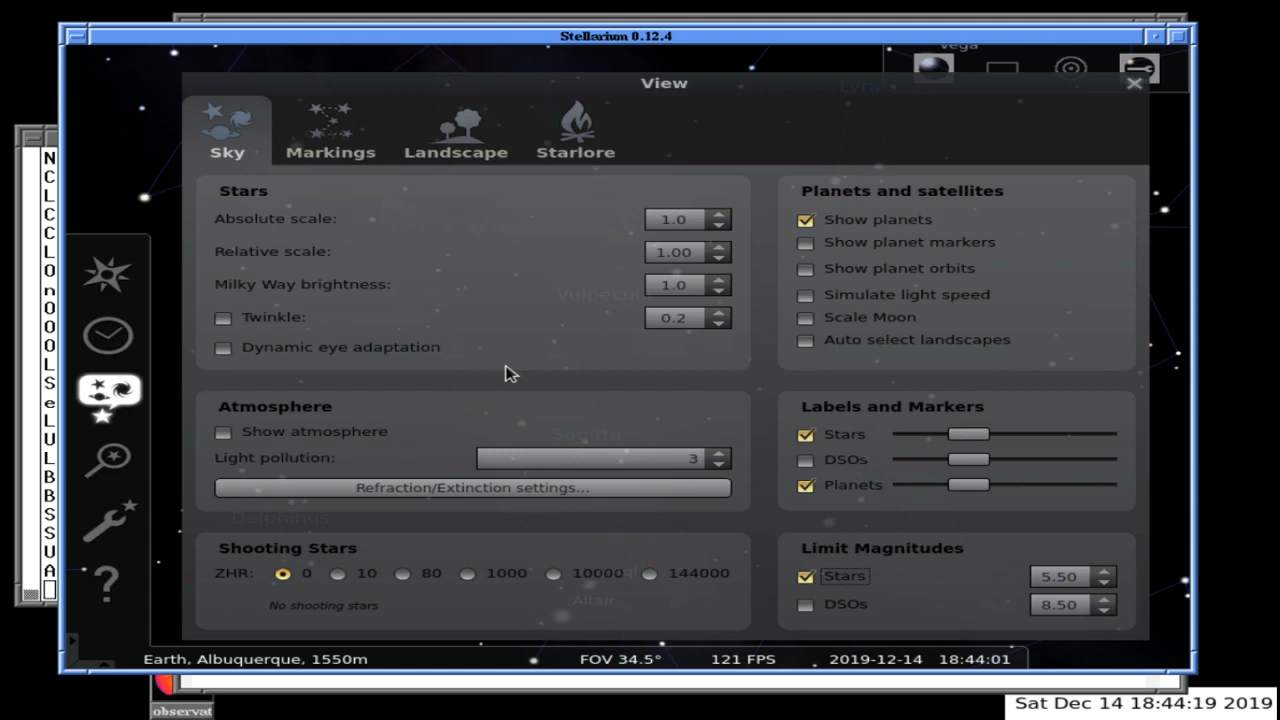 Stellarium 0.12.4
Vega
View
Sky
Markings
Landscape
Starlore
Stars
Absolute scale: 1.0
Relative scale: 1.00
Milky Way brightness: 1.0
Twinkle: 0.2
Dynamic eye adaptation
Planets and satellites
Show planets
Show planet markers
Show planet orbits
Simulate light speed
Scale Moon
Auto select landscapes
Vulpecula
Atmosphere
Show atmosphere
Light pollution: 3
Refraction/Extinction settings...
Sagitta
Delphinus
Labels and Markers
Stars
DSOs
Planets
Shooting Stars
ZHR: 0 10 80 1000 10000 144000
No shooting stars
Altair
Limit Magnitudes
Stars 5.50
DSOs 8.50
Earth, Albuquerque, 1550m FOV 34.5° 121 FPS 2019-12-14 18:44:01
N
C
L
C
C
L
O
n
O
O
O
L
S
e
L
U
L
B
B
S
S
U
A
observat
Sat Dec 14 18:44:19 2019